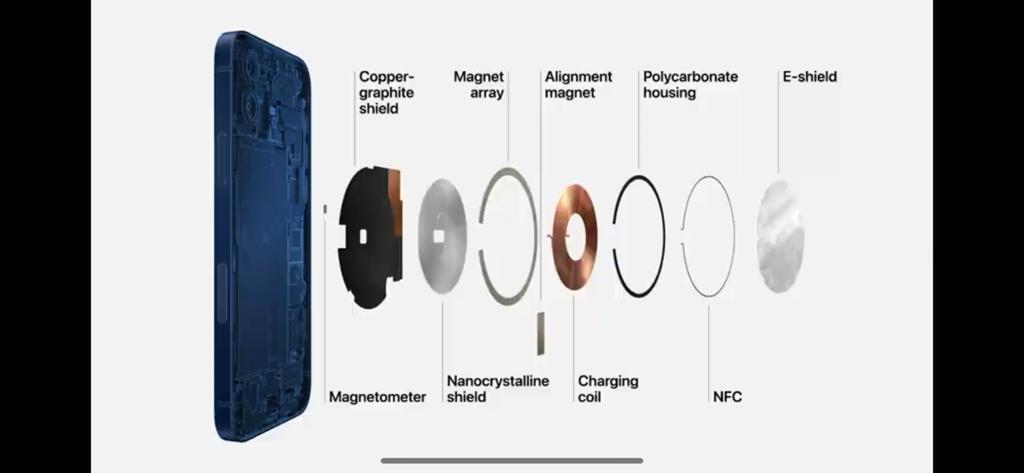 Copper-
graphite
shield
Magnet
array
Alignment
magnet
Polycarbonate
housing
E-shield
Magnetometer
Nanocrystalline
shield
Charging
coil
NFC